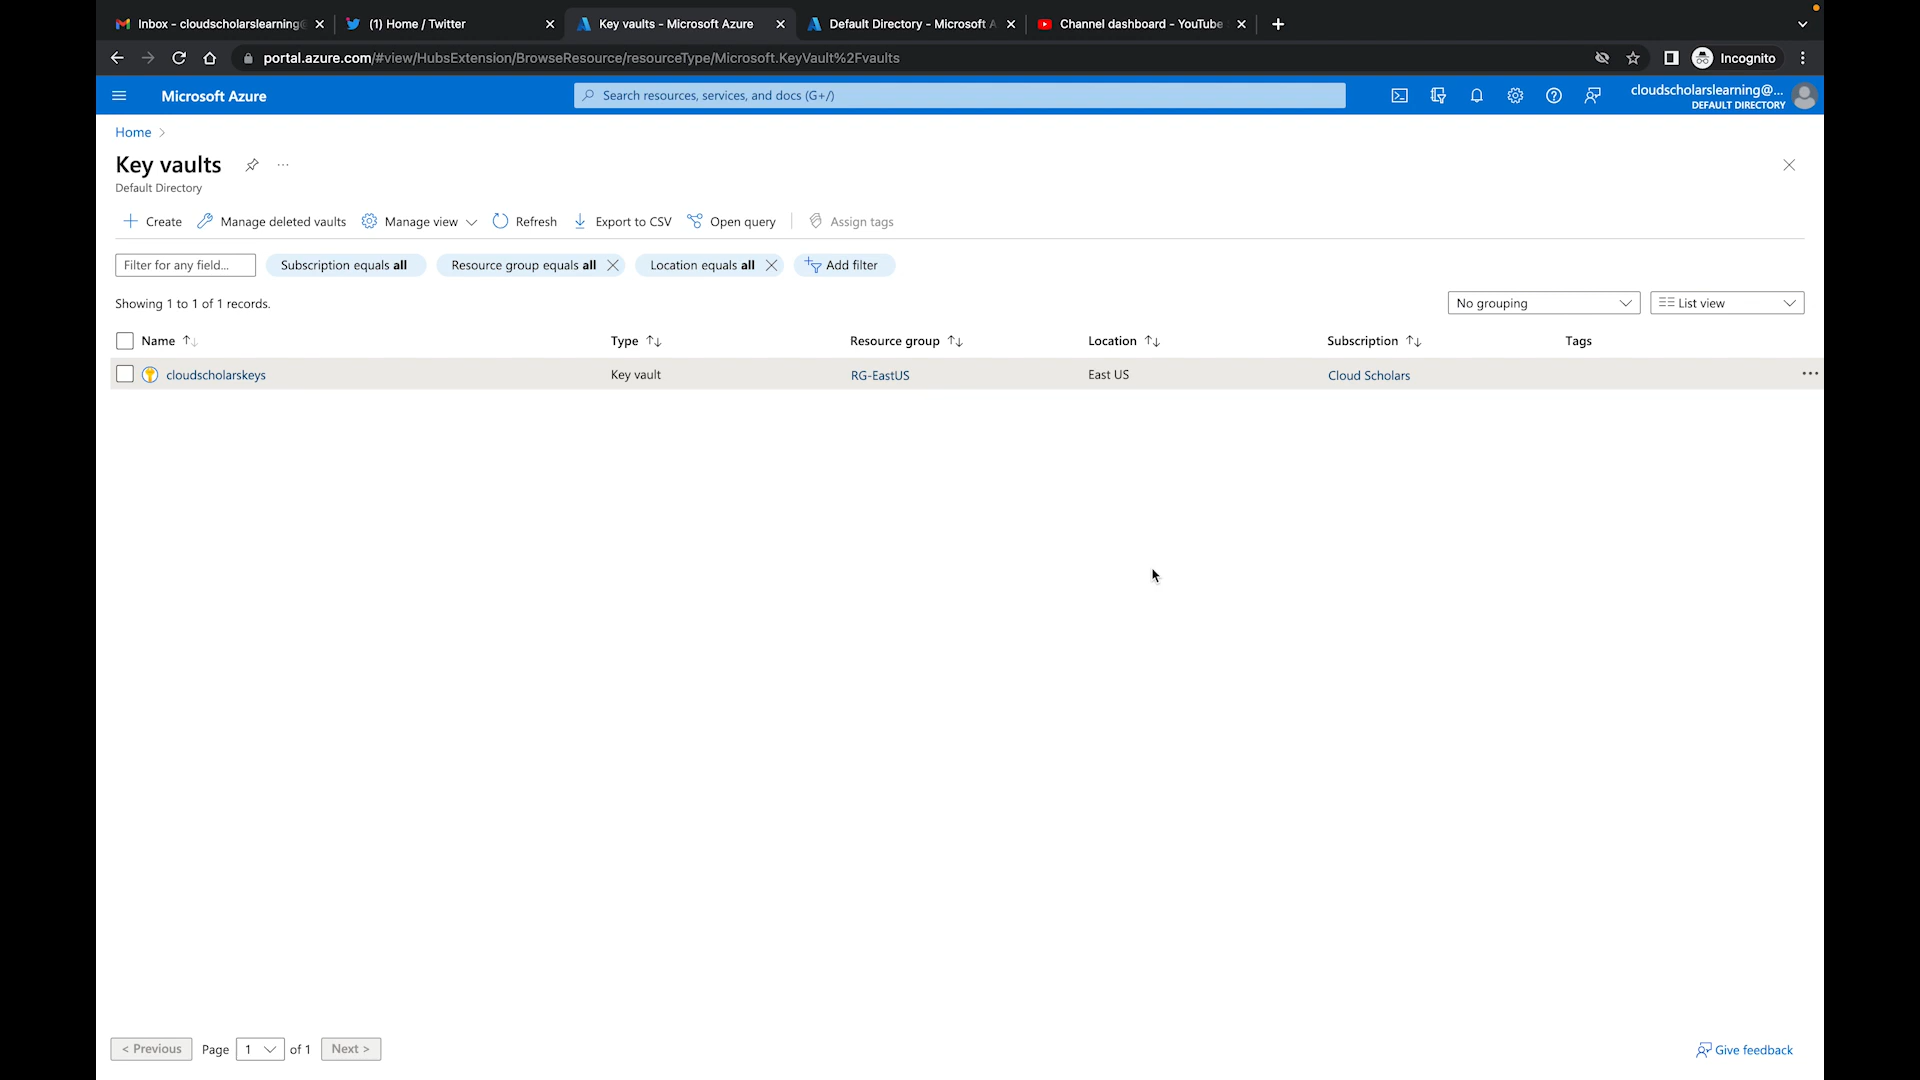 Inbox - cloudscholarslearning@
(1) Home / Twitter
Key vaults - Microsoft Azure
Default Directory - Microsoft A
Channel dashboard - YouTube
portal.azure.com/#view/HubsExtension/BrowseResource/resourceType/Microsoft.KeyVault%2Fvaults
Incognito
Microsoft Azure
Search resources, services, and docs (G+/)
cloudscholarslearning@...
DEFAULT DIRECTORY
Home
Key vaults
Default Directory
Create
Manage deleted vaults
Manage view
Refresh
Export to CSV
Open query
Assign tags
Filter for any field...
Subscription equals all
Resource group equals all
Location equals all
Add filter
Showing 1 to 1 of 1 records.
No grouping
List view
Name
Type
Resource group
Location
Subscription
Tags
cloudscholarskeys
Key vault
RG-EastUS
East US
Cloud Scholars
< Previous
Page
1
of 1
Next >
Give feedback